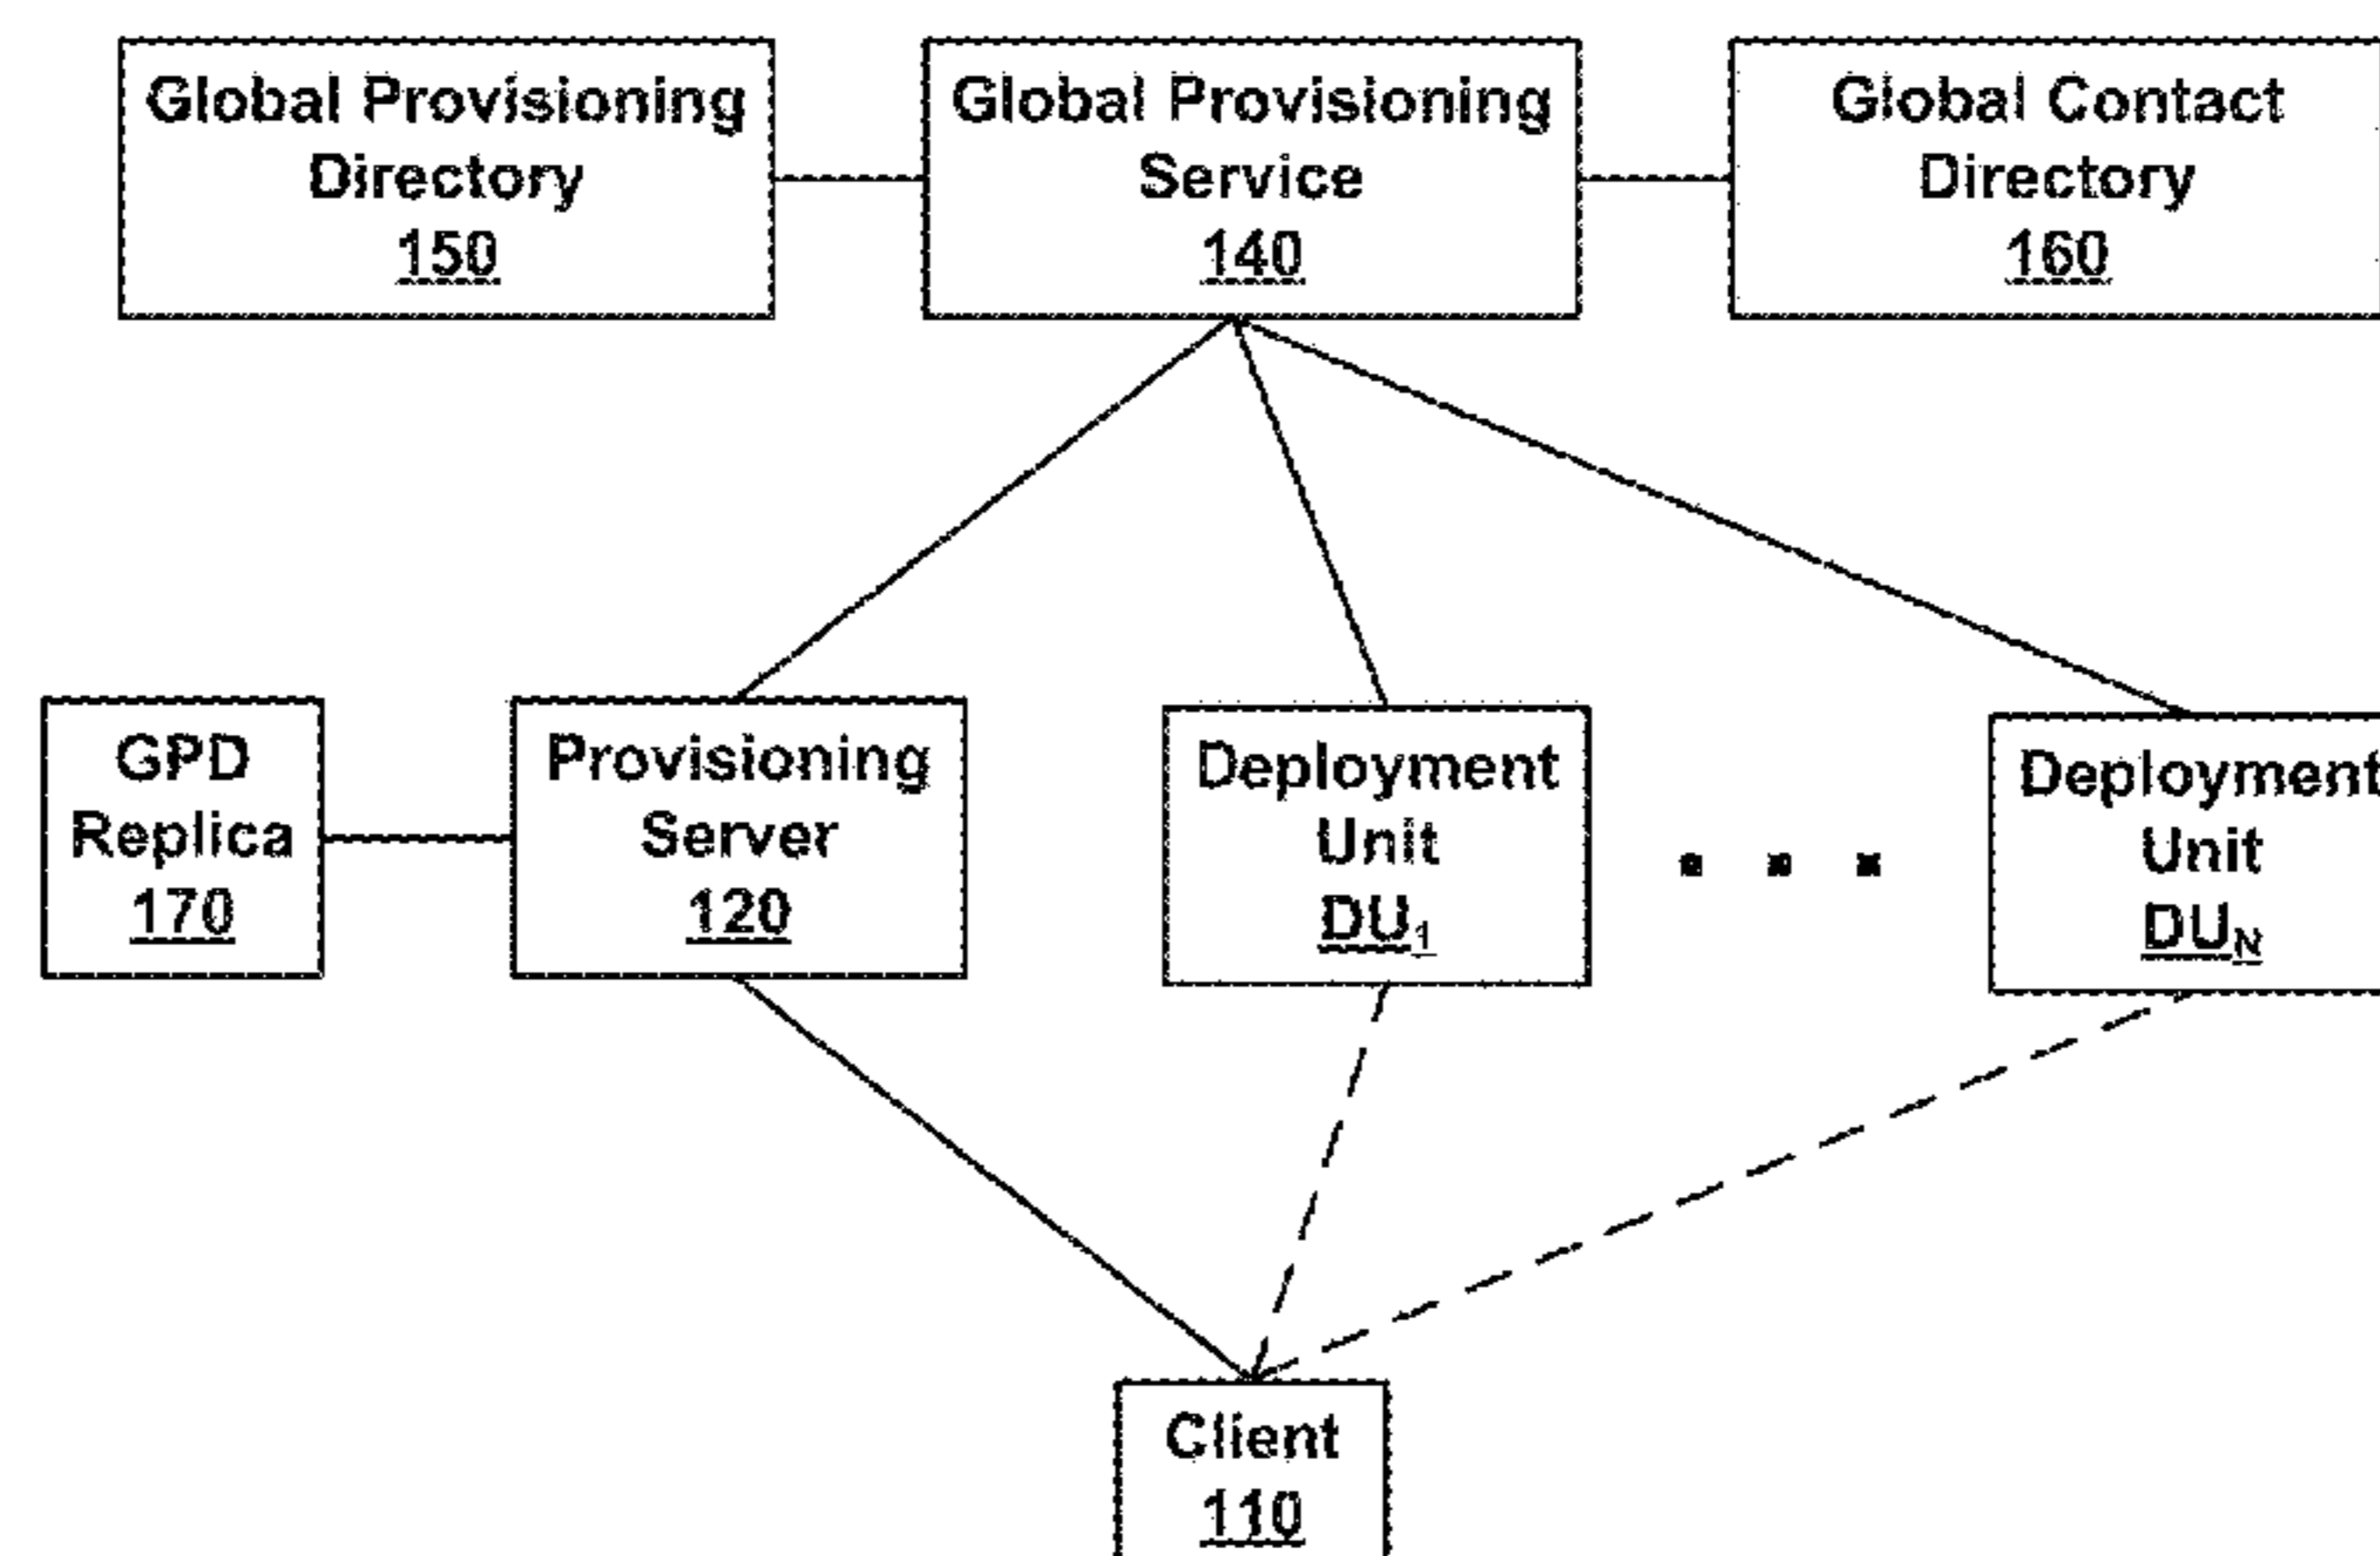 Global Provisioning
Directory
150
Global Provisioning
Service
140
Global Contact
Directory
160
GPD
Replica
170
Provisioning
Server
120
Deployment
Unit
DU₁
Deployment
Unit
DU_N
Client
110